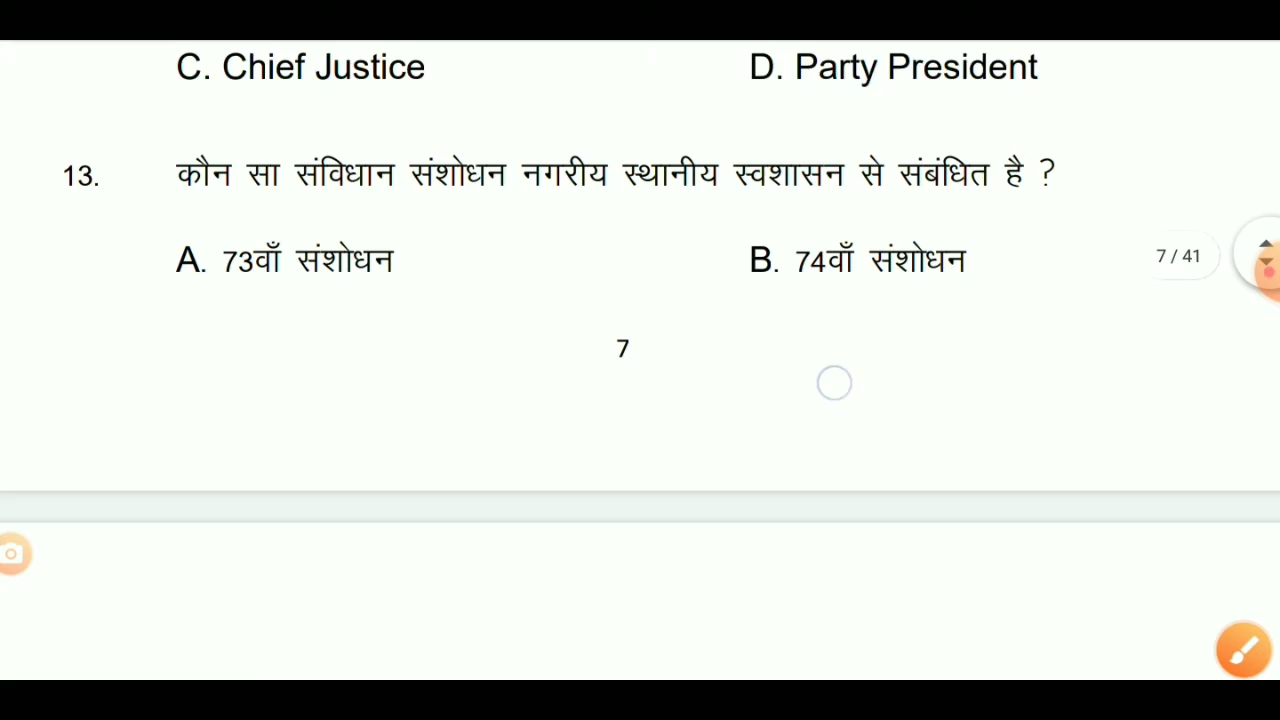 C. Chief Justice D. Party President
13. कौन सा संविधान संशोधन नगरीय स्थानीय स्वशासन से संबंधित है ?
A. 73वाँ संशोधन B. 74वाँ संशोधन
7 / 41
7